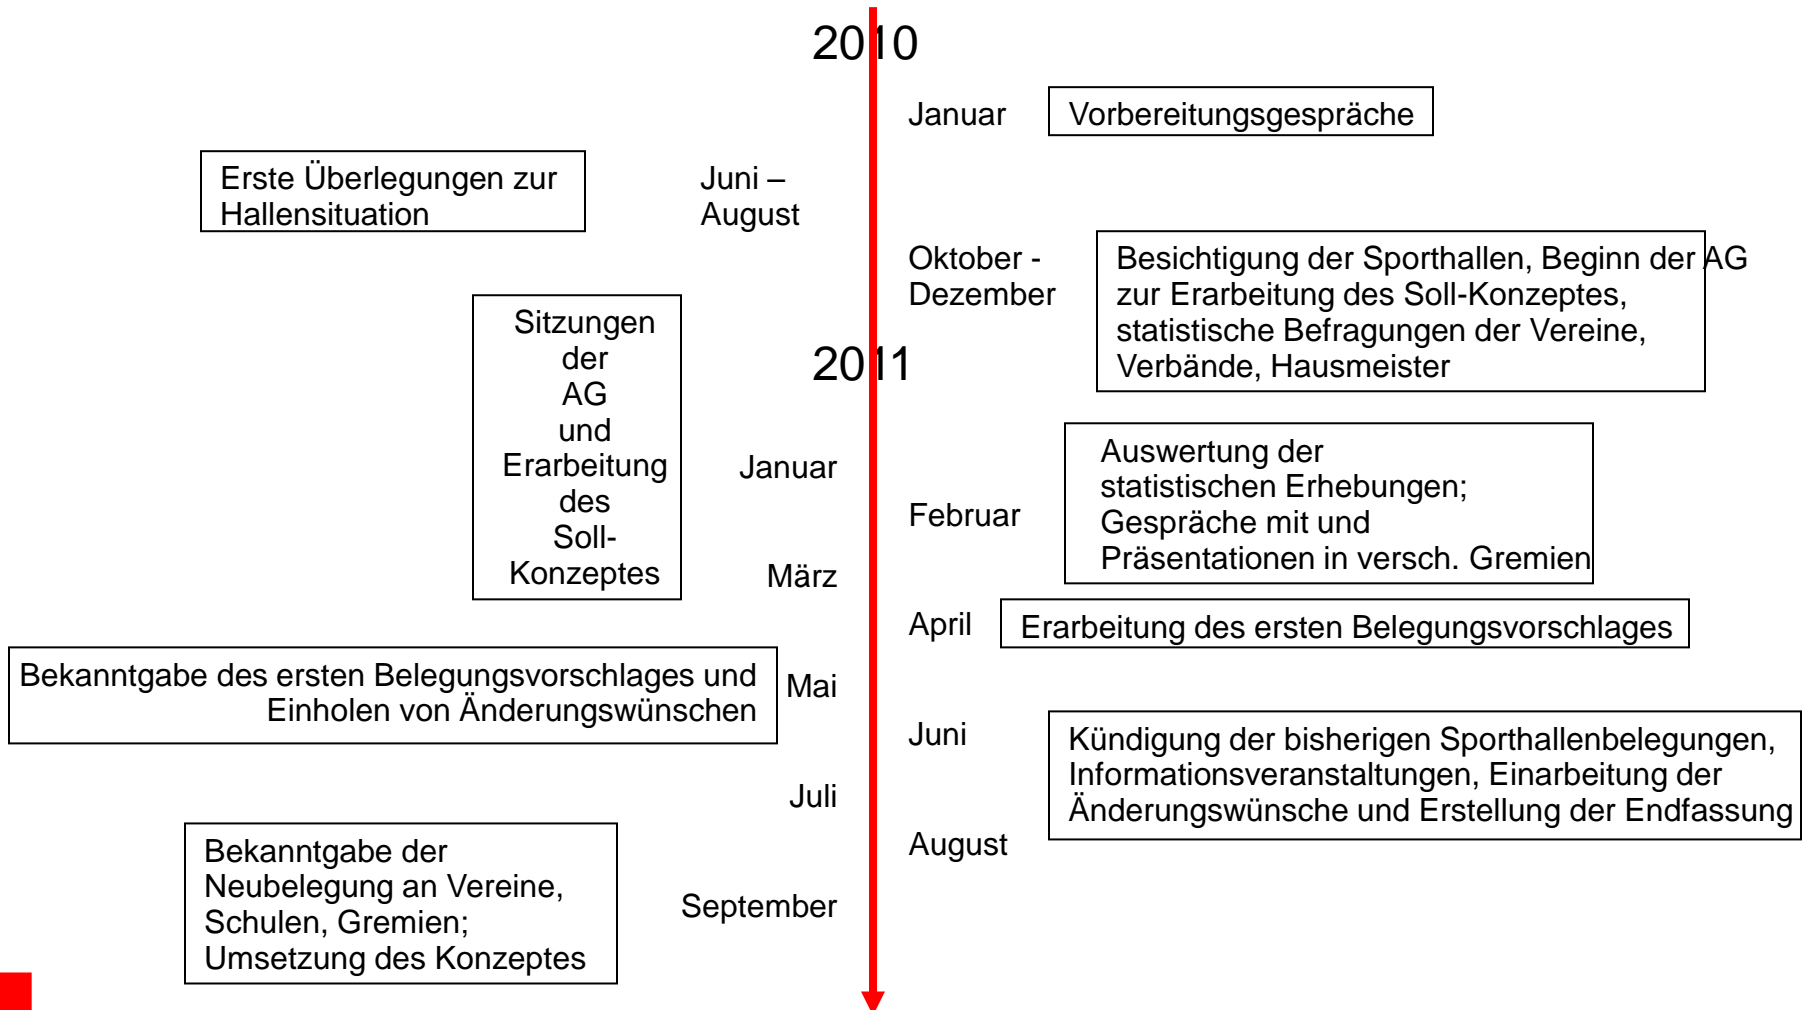 2010
Januar
Vorbereitungsgespräche
Erste Überlegungen zur
Hallensituation
Juni –
August
Oktober -
Dezember
Besichtigung der Sporthallen, Beginn der AG
zur Erarbeitung des Soll-Konzeptes,
statistische Befragungen der Vereine,
Verbände, Hausmeister
2011
Sitzungen
der
AG
und
Erarbeitung
des
Soll-
Konzeptes
Januar
Februar
Auswertung der
statistischen Erhebungen;
Gespräche mit und
Präsentationen in versch. Gremien
März
April
Erarbeitung des ersten Belegungsvorschlages
Bekanntgabe des ersten Belegungsvorschlages und
Einholen von Änderungswünschen
Mai
Juni
Kündigung der bisherigen Sporthallenbelegungen,
Informationsveranstaltungen, Einarbeitung der
Änderungswünsche und Erstellung der Endfassung
Juli
August
Bekanntgabe der
Neubelegung an Vereine,
Schulen, Gremien;
Umsetzung des Konzeptes
September